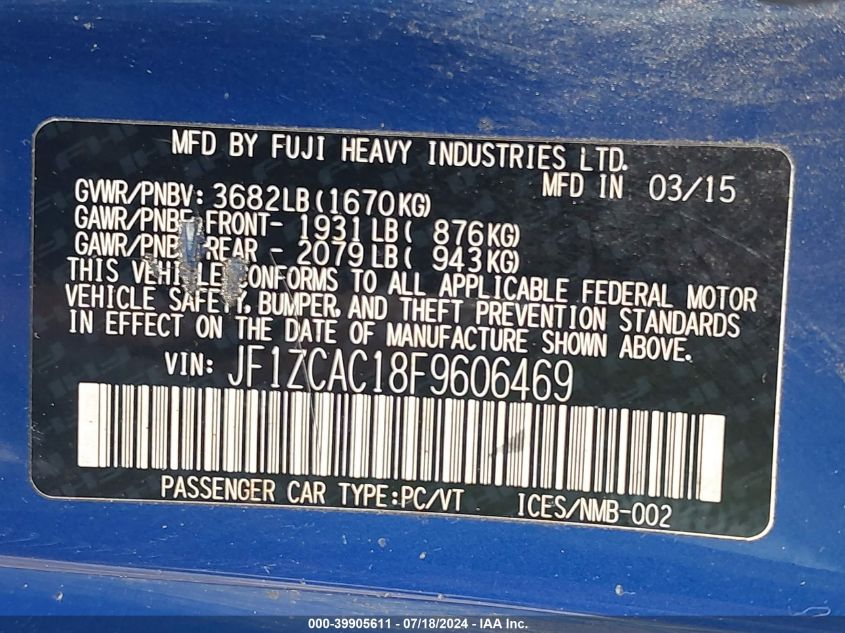 MFD BY FUJI HEAVY INDUSTRIES LTD.
MFD IN 03/15
GVWR/PNBV: 3682LB(1670KG)
GAWR/PNBE FRONT- 1931LB( 876KG)
GAWR/PNB REAR - 2079LB( 943KG)
THIS VEHICLE CONFORMS TO ALL APPLICABLE FEDERAL MOTOR
VEHICLE SAFETY, BUMPER, AND THEFT PREVENTION STANDARDS
IN EFFECT ON THE DATE OF MANUFACTURE SHOWN ABOVE.
VIN: JF1ZCAC18F9606469
PASSENGER CAR TYPE:PC/VT ICES/NMB-002
000-39905611 - 07/18/2024 - IAA Inc.